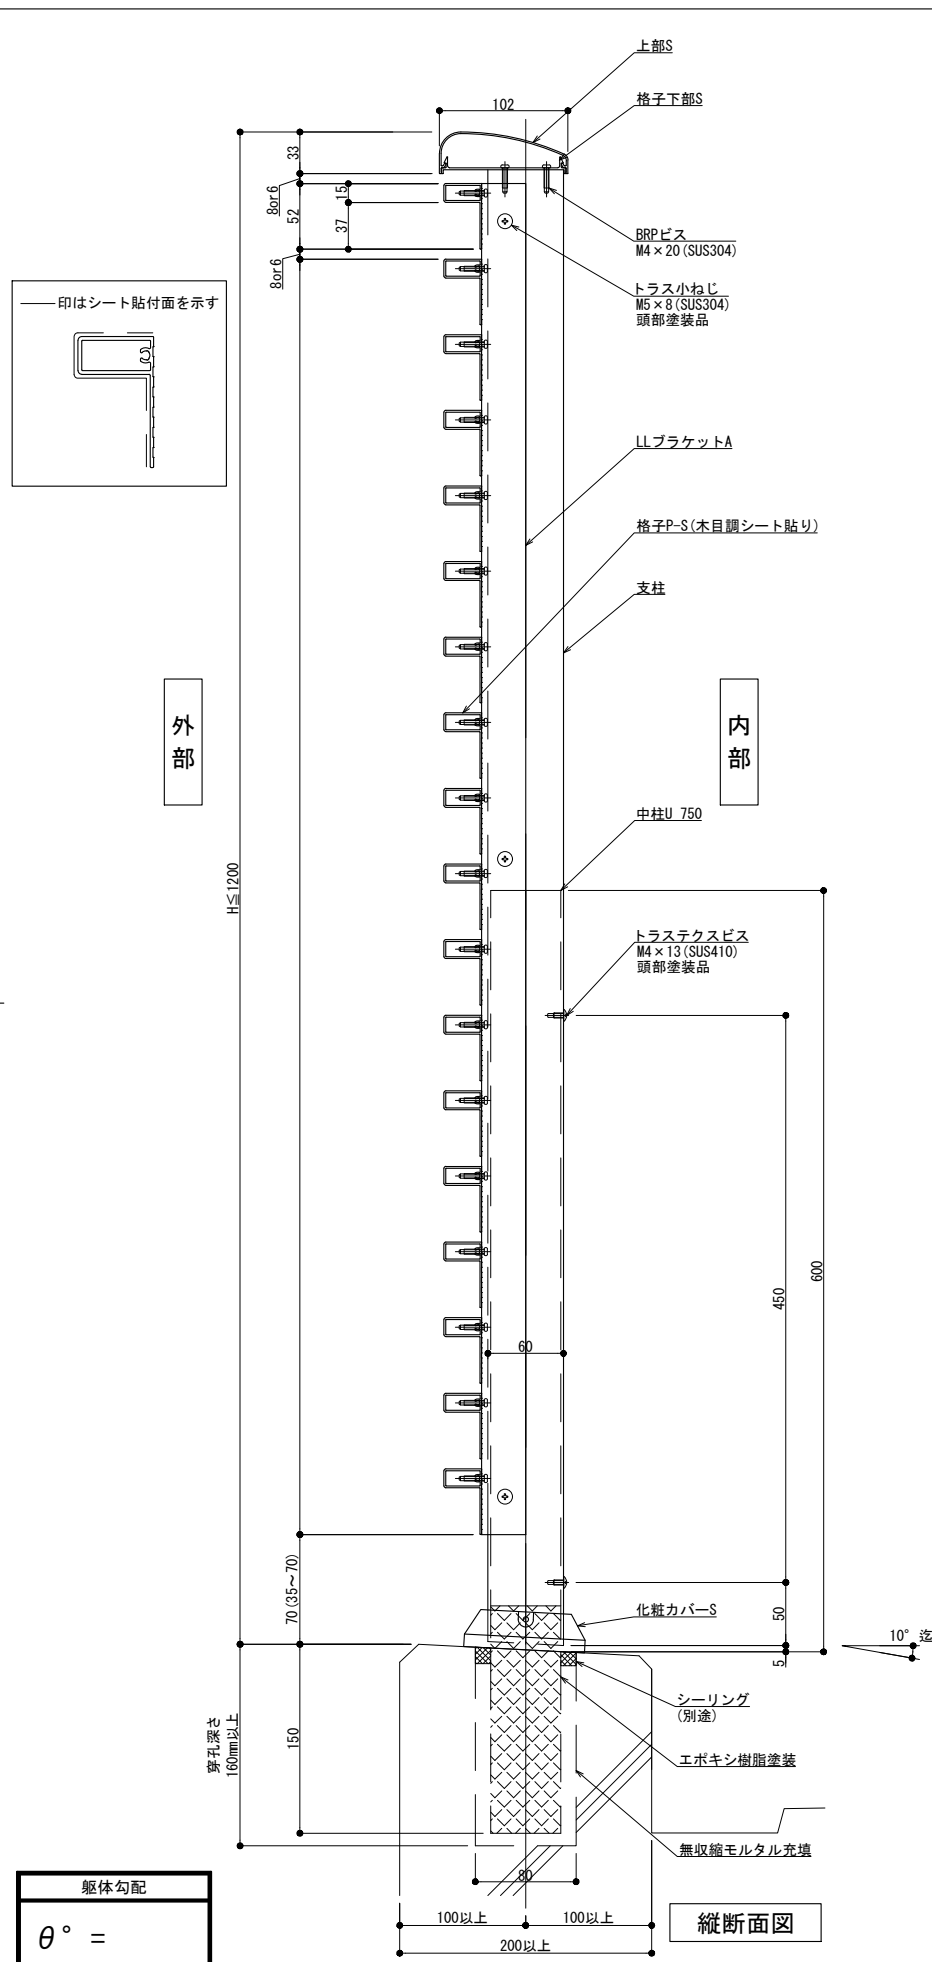 上部S
102
格子下部S
33
8or6
15
52
37
8or6
BRPビス
M4×20(SUS304)
トラス小ねじ
M5×8(SUS304)
頭部塗装品
印はシート貼付面を示す
LLブラケットA
格子P-S(木目調シート貼り)
支柱
外部
内部
中柱U 750
H≦1200
トラステクスビス
M4×13(SUS410)
頭部塗装品
600
450
60
70(35~70)
化粧カバーS
50
10° 迄
5
シーリング
(別途)
穿孔深さ
160mm以上
150
エポキシ樹脂塗装
無収縮モルタル充填
80
躯体勾配
θ° =
100以上
100以上
200以上
縦断面図